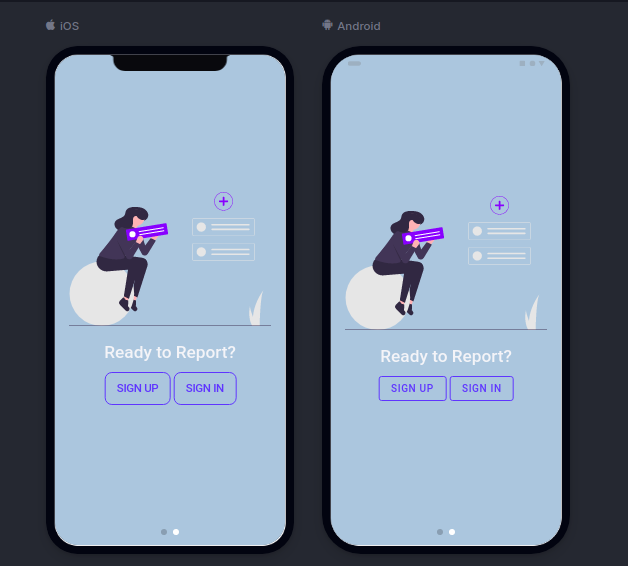 iOS
Android
Ready to Report?
SIGN UP
SIGN IN
Ready to Report?
SIGN UP
SIGN IN